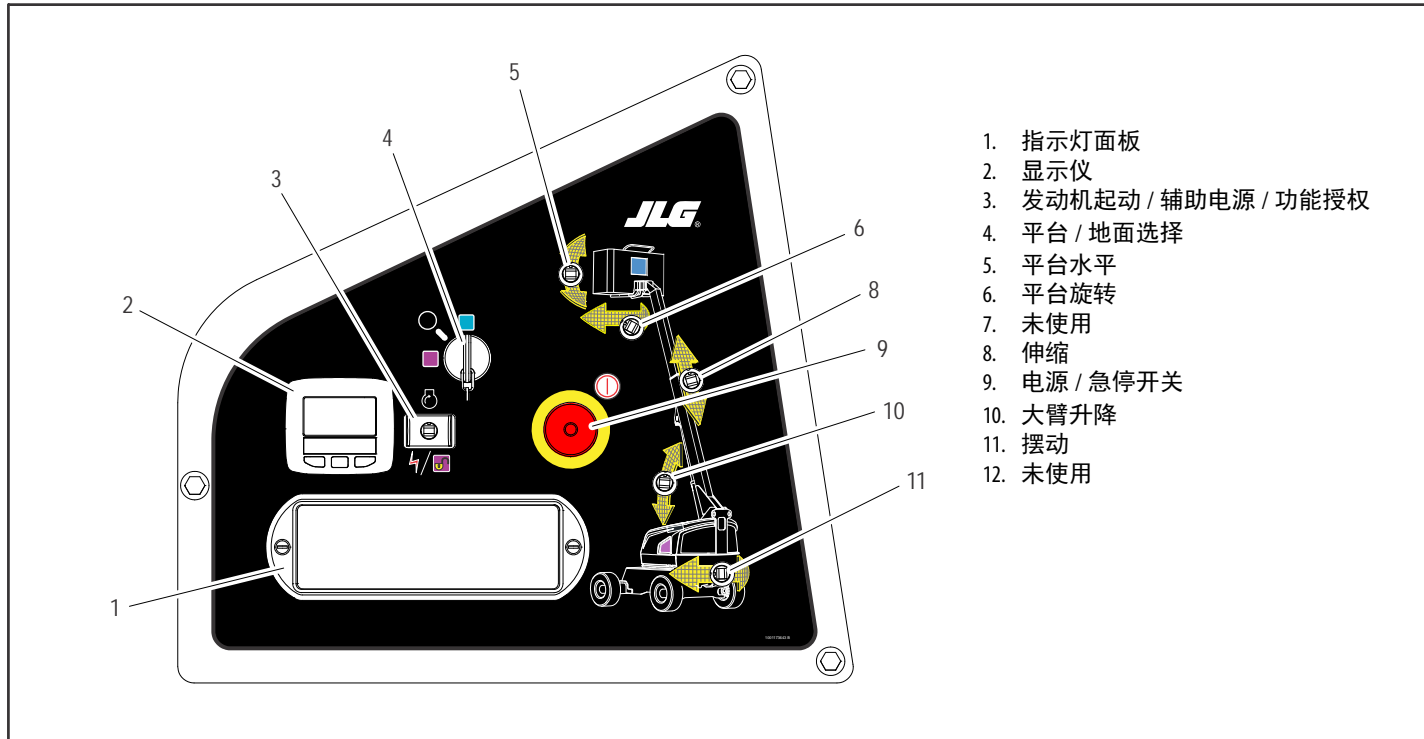 5
4
3
JLG
6
2
8
9
10
11
1
1. 指示灯面板
2. 显示仪
3. 发动机起动 / 辅助电源 / 功能授权
4. 平台 / 地面选择
5. 平台水平
6. 平台旋转
7. 未使用
8. 伸缩
9. 电源 / 急停开关
10. 大臂升降
11. 摆动
12. 未使用